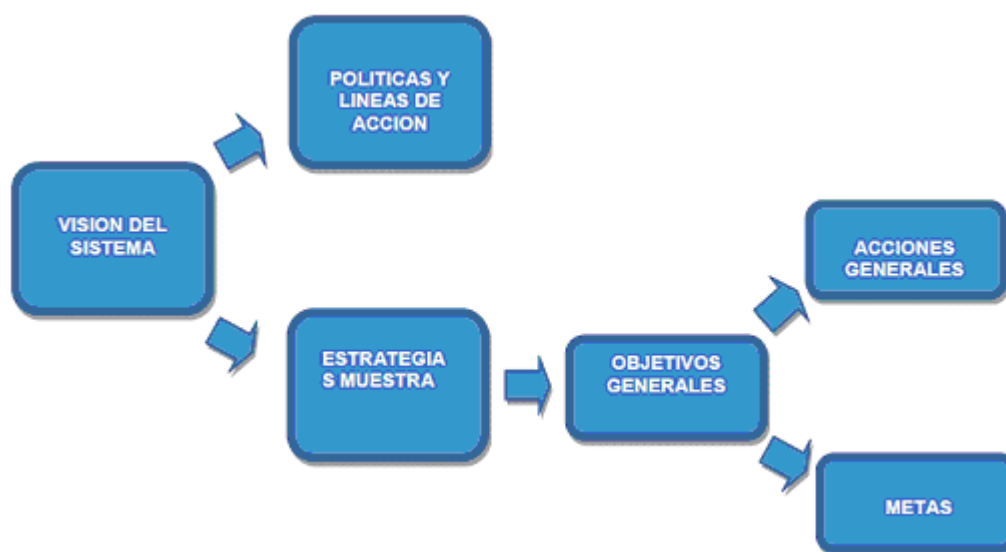 POLITICAS Y
LINEAS DE
ACCION
VISION DEL
SISTEMA
ESTRATEGIA
S MUESTRA
OBJETIVOS
GENERALES
ACCIONES
GENERALES
METAS